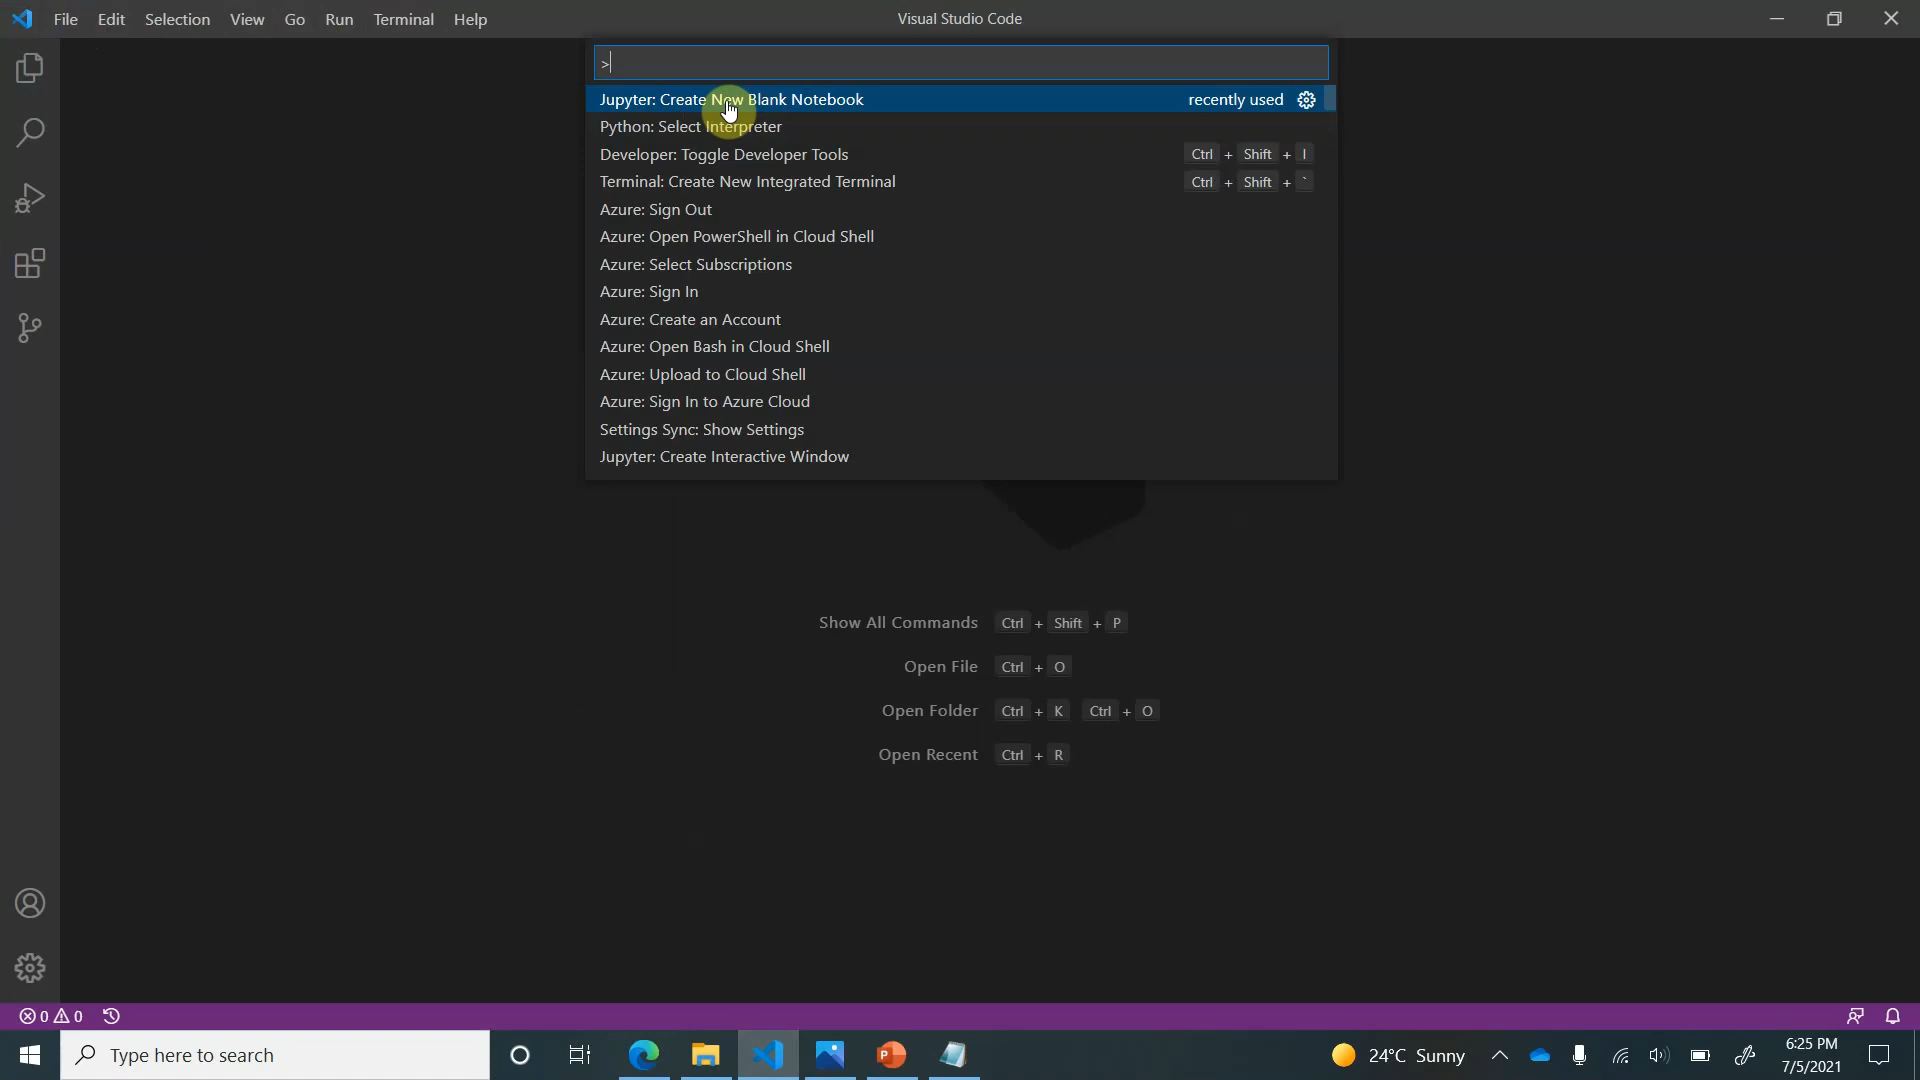 File Edit Selection View Go Run Terminal Help
Visual Studio Code
>
Jupyter: Create New Blank Notebook recently used
Python: Select Interpreter
Developer: Toggle Developer Tools Ctrl + Shift + I
Terminal: Create New Integrated Terminal Ctrl + Shift + `
Azure: Sign Out
Azure: Open PowerShell in Cloud Shell
Azure: Select Subscriptions
Azure: Sign In
Azure: Create an Account
Azure: Open Bash in Cloud Shell
Azure: Upload to Cloud Shell
Azure: Sign In to Azure Cloud
Settings Sync: Show Settings
Jupyter: Create Interactive Window
Show All Commands Ctrl + Shift + P
Open File Ctrl + O
Open Folder Ctrl + K Ctrl + O
Open Recent Ctrl + R
0 0
Type here to search
24°C Sunny
6:25 PM
7/5/2021